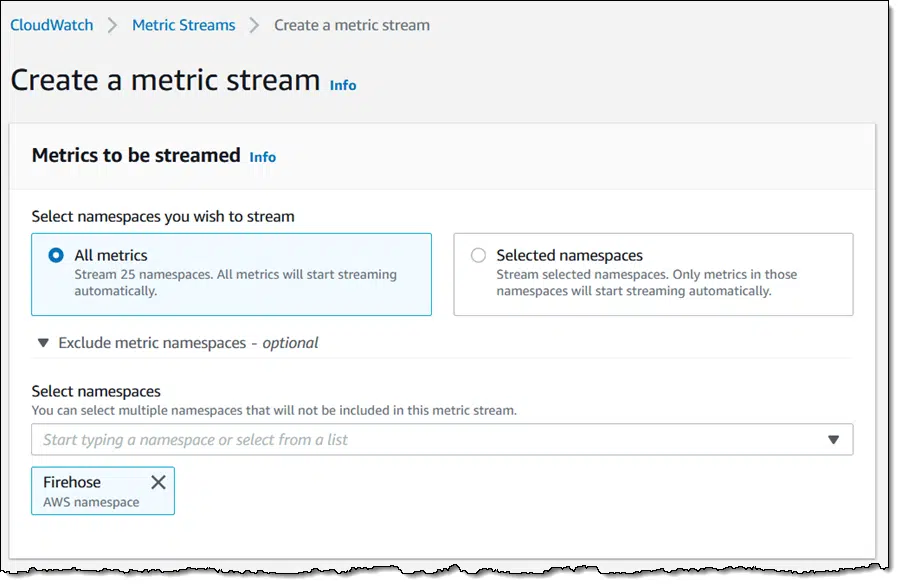 CloudWatch Metric Streams Create a metric stream
Create a metric stream Info
Metrics to be streamed Info
Select namespaces you wish to stream
All metrics
Stream 25 namespaces. All metrics will start streaming
automatically.
Selected namespaces
Stream selected namespaces. Only metrics in those
namespaces will start streaming automatically.
Exclude metric namespaces - optional
Select namespaces
You can select multiple namespaces that will not be included in this metric stream.
Start typing a namespace or select from a list
Firehose
AWS namespace